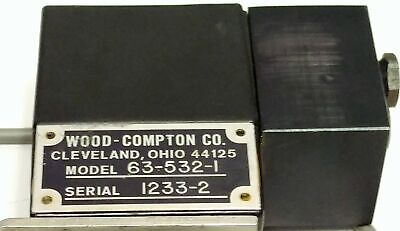 WOOD-COMPTON CO.
CLEVELAND, OHIO 44125
MODEL 63-532-1
SERIAL 1233-2